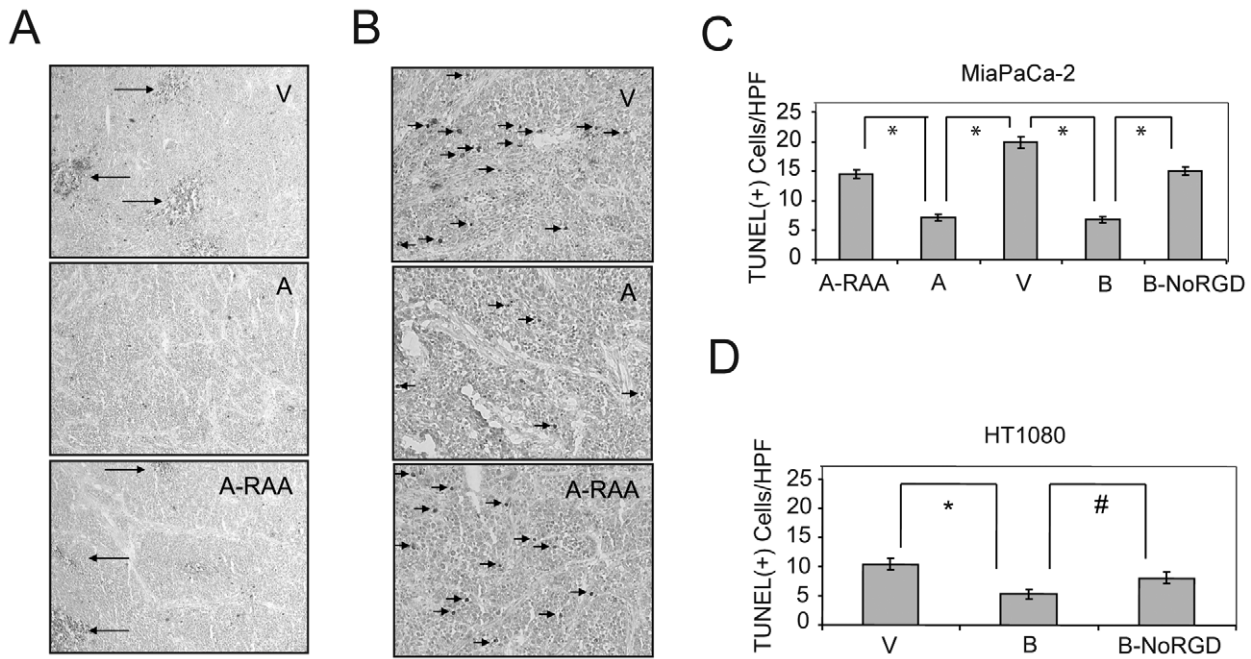 A
V
A
A-RAA
B
V
A
A-RAA
C
MiaPaCa-2
TUNEL(+) Cells/HPF
25
20
15
10
5
0
* * * *
A-RAA A V B B-NoRGD
D
HT1080
TUNEL(+) Cells/HPF
25
20
15
10
5
0
* #
V B B-NoRGD